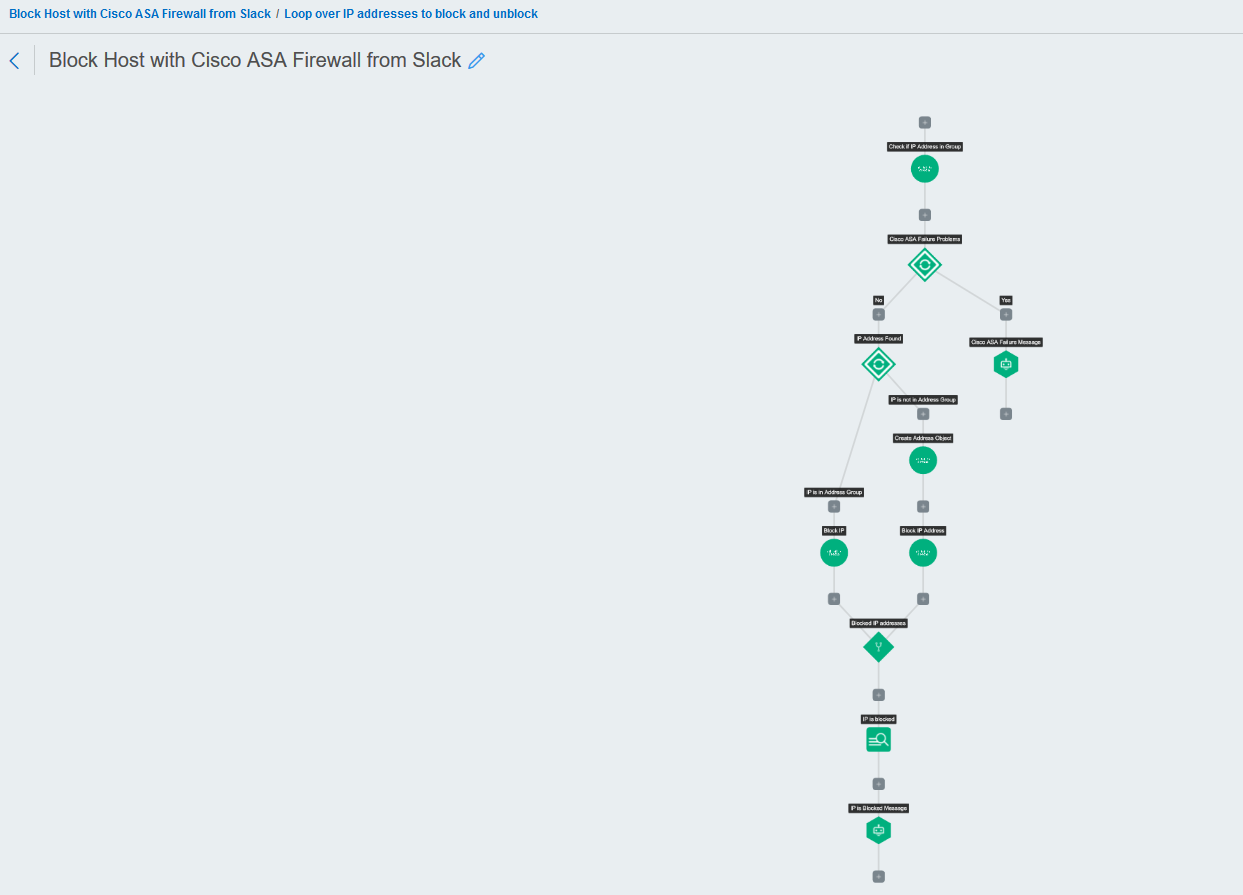 Block Host with Cisco ASA Firewall from Slack / Loop over IP addresses to block and unblock
Block Host with Cisco ASA Firewall from Slack
Check if IP Address in Group
Cisco ASA Failure Problems
No
Yes
IP Address Found
Cisco ASA Failure Message
IP is not in Address Group
Create Address Object
IP is in Address Group
Block IP
Block IP Address
Blocked IP addresses
IP is blocked
IP is Blocked Message